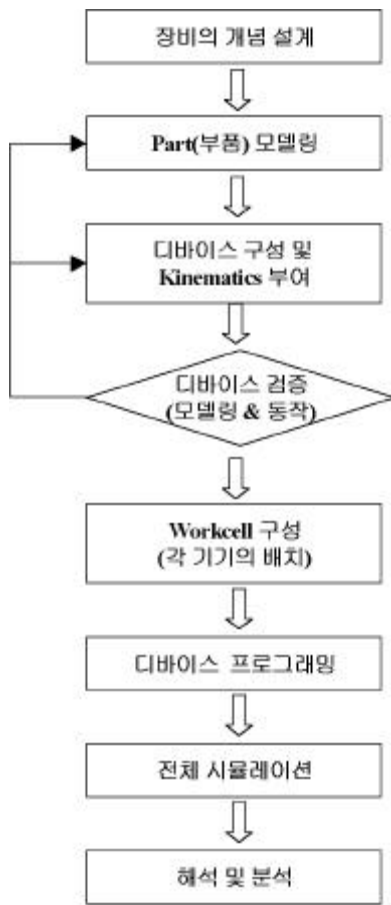 장비의 개념 설계
Part(부품) 모델링
디바이스 구성 및
Kinematics 부여
디바이스 검증
(모델링 & 동작)
Workcell 구성
(각 기기의 배치)
디바이스 프로그래밍
전체 시뮬레이션
해석 및 분석